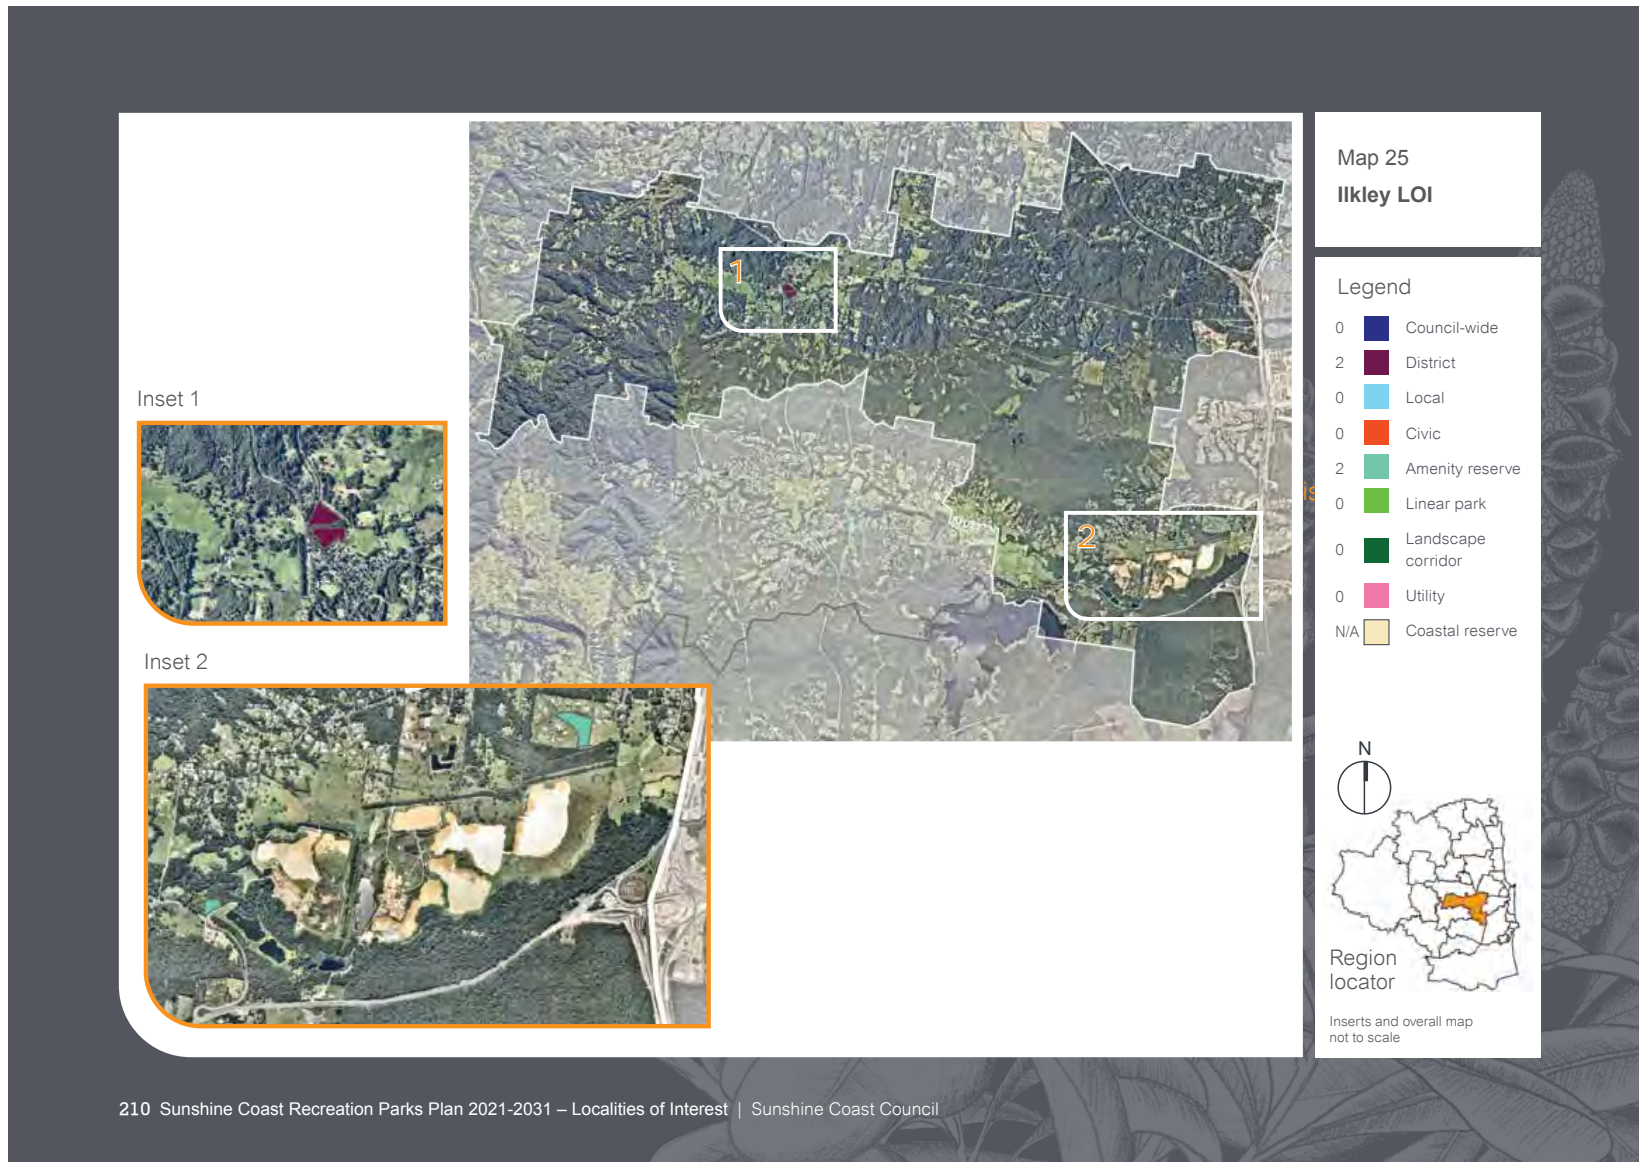 Map 25
Ilkley LOI
Legend
0 Council-wide
2 District
0 Local
0 Civic
2 Amenity reserve
0 Linear park
0 Landscape
corridor
0 Utility
N/A Coastal reserve
N
Region
locator
Inserts and overall map
not to scale
1
2
is
Inset 1
Inset 2
210 Sunshine Coast Recreation Parks Plan 2021-2031 – Localities of Interest | Sunshine Coast Council